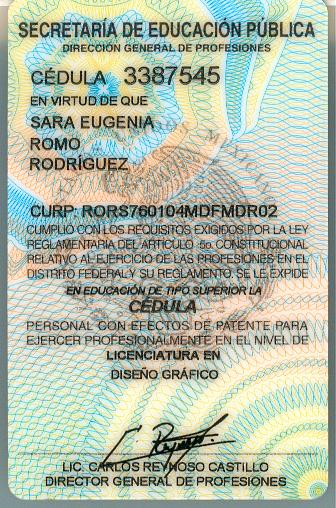 SECRETARÍA DE EDUCACIÓN PÚBLICA
DIRECCIÓN GENERAL DE PROFESIONES
CÉDULA 3387545
EN VIRTUD DE QUE
SARA EUGENIA
ROMO
RODRÍGUEZ
CURP: RORS760104MDFMDR02
CUMPLIO CON LOS REQUISITOS EXIGIDOS POR LA LEY
REGLAMENTARIA DEL ARTÍCULO 5o. CONSTITUCIONAL
RELATIVO AL EJERCICIO DE LAS PROFESIONES EN EL
DISTRITO FEDERAL Y SU REGLAMENTO, SE LE EXPIDE
EN EDUCACIÓN DE TIPO SUPERIOR LA
CÉDULA
PERSONAL CON EFECTOS DE PATENTE PARA
EJERCER PROFESIONALMENTE EN EL NIVEL DE
LICENCIATURA EN
DISEÑO GRÁFICO
LIC. CARLOS REYNOSO CASTILLO
DIRECTOR GENERAL DE PROFESIONES